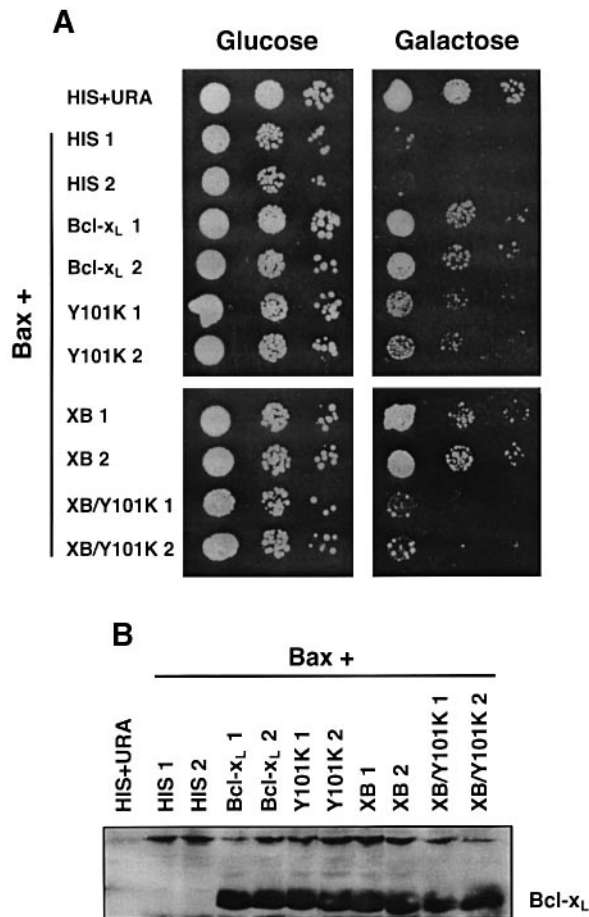 A
Glucose Galactose
HIS+URA
HIS 1
HIS 2
Bcl-xL 1
Bcl-xL 2
Y101K 1
Y101K 2
XB 1
XB 2
XB/Y101K 1
XB/Y101K 2
Bax +
B
Bax +
HIS+URA HIS 1 HIS 2 Bcl-xL 1 Bcl-xL 2 Y101K 1 Y101K 2 XB 1 XB 2 XB/Y101K 1 XB/Y101K 2
Bcl-xL